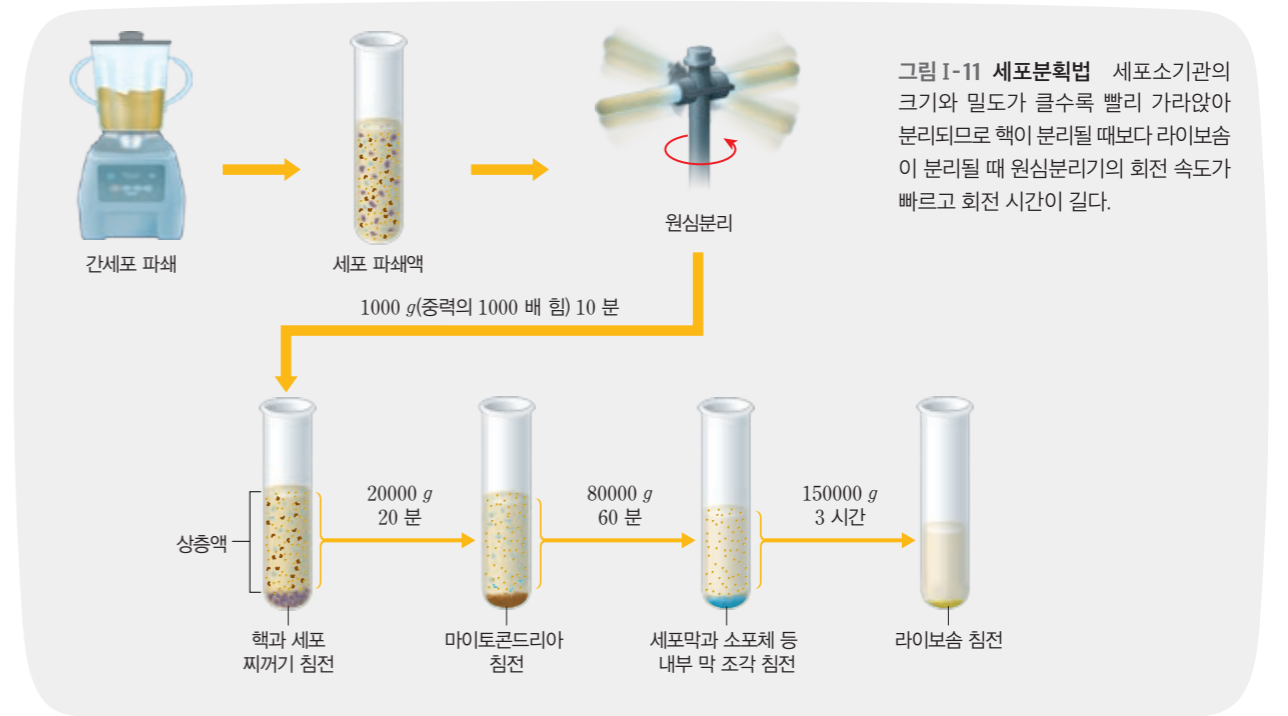 그림 I-11 세포분획법 세포소기관의
크기와 밀도가 클수록 빨리 가라앉아
분리되므로 핵이 분리될 때보다 라이보솜
이 분리될 때 원심분리기의 회전 속도가
빠르고 회전 시간이 길다.
간세포 파쇄
세포 파쇄액
원심분리
1000 g(중력의 1000 배 힘) 10 분
상층액
20000 g
20 분
80000 g
60 분
150000 g
3 시간
핵과 세포
찌꺼기 침전
마이토콘드리아
침전
세포막과 소포체 등
내부 막 조각 침전
라이보솜 침전